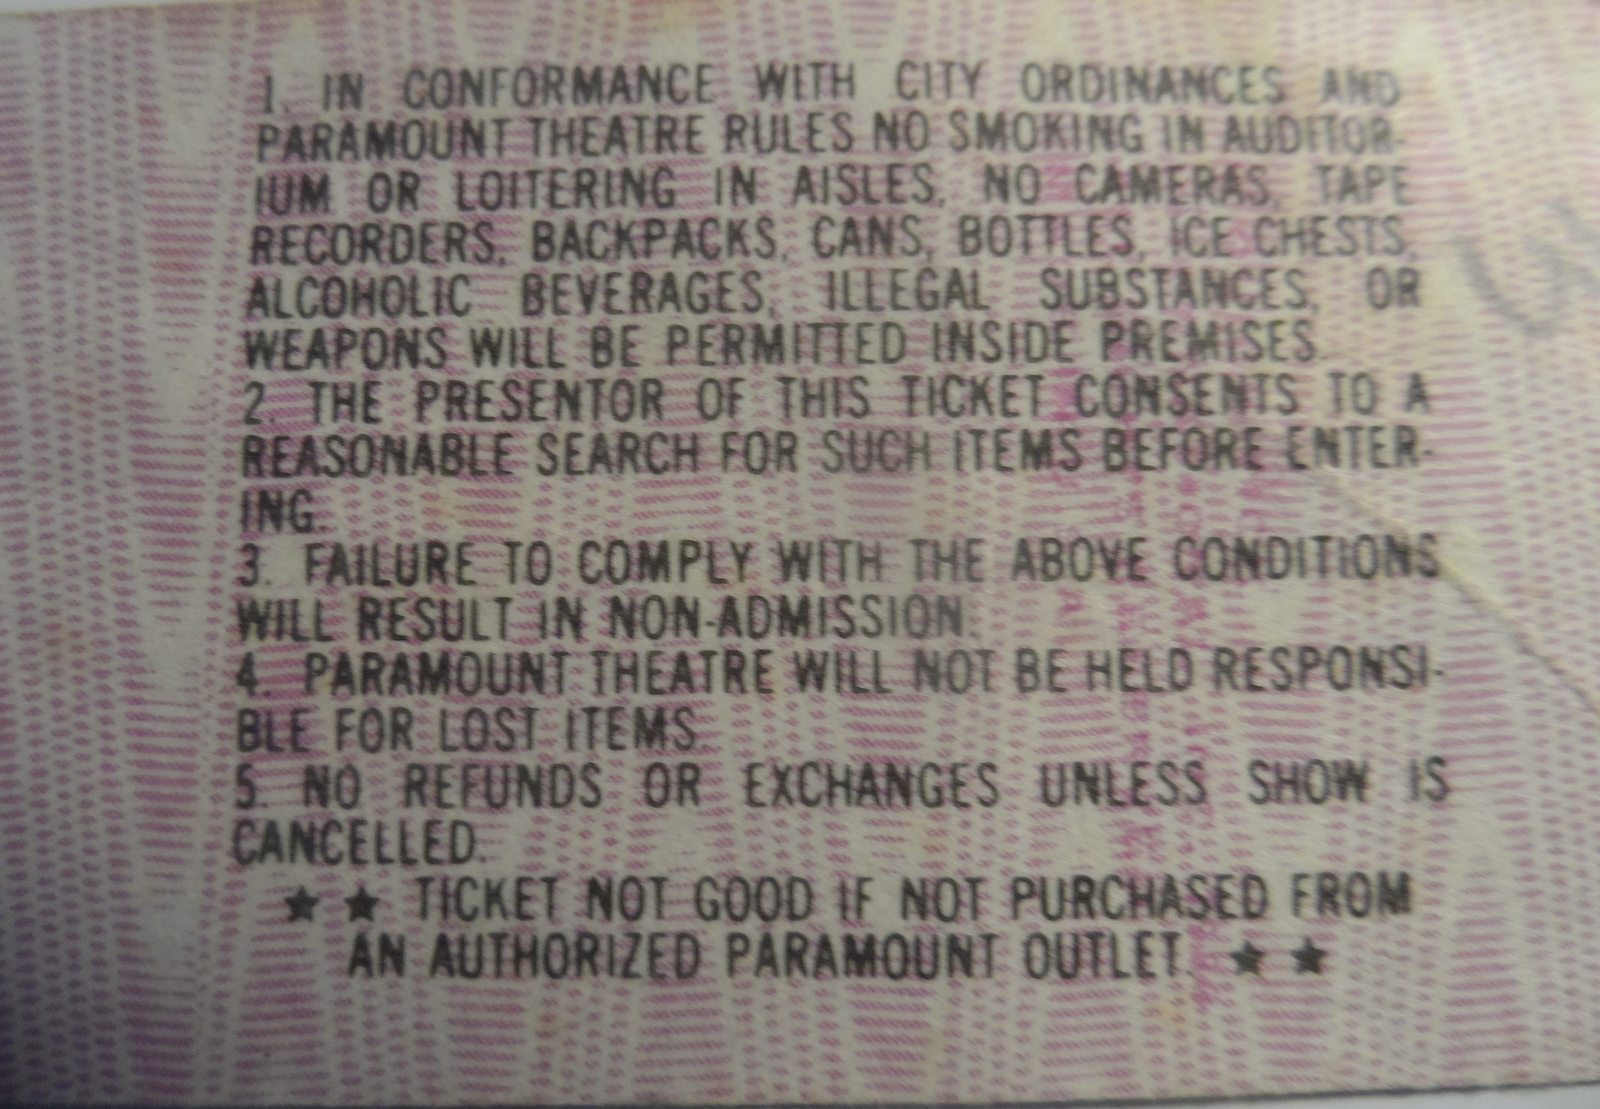 1. IN CONFORMANCE WITH CITY ORDINANCES AND
PARAMOUNT THEATRE RULES NO SMOKING IN AUDITOR-
IUM OR LOITERING IN AISLES, NO CAMERAS, TAPE
RECORDERS, BACKPACKS, CANS, BOTTLES, ICE CHESTS,
ALCOHOLIC BEVERAGES, ILLEGAL SUBSTANCES, OR
WEAPONS WILL BE PERMITTED INSIDE PREMISES.
2. THE PRESENTOR OF THIS TICKET CONSENTS TO A
REASONABLE SEARCH FOR SUCH ITEMS BEFORE ENTER-
ING.
3. FAILURE TO COMPLY WITH THE ABOVE CONDITIONS
WILL RESULT IN NON-ADMISSION.
4. PARAMOUNT THEATRE WILL NOT BE HELD RESPONSI-
BLE FOR LOST ITEMS.
5. NO REFUNDS OR EXCHANGES UNLESS SHOW IS
CANCELLED.
★ ★ TICKET NOT GOOD IF NOT PURCHASED FROM
AN AUTHORIZED PARAMOUNT OUTLET. ★ ★